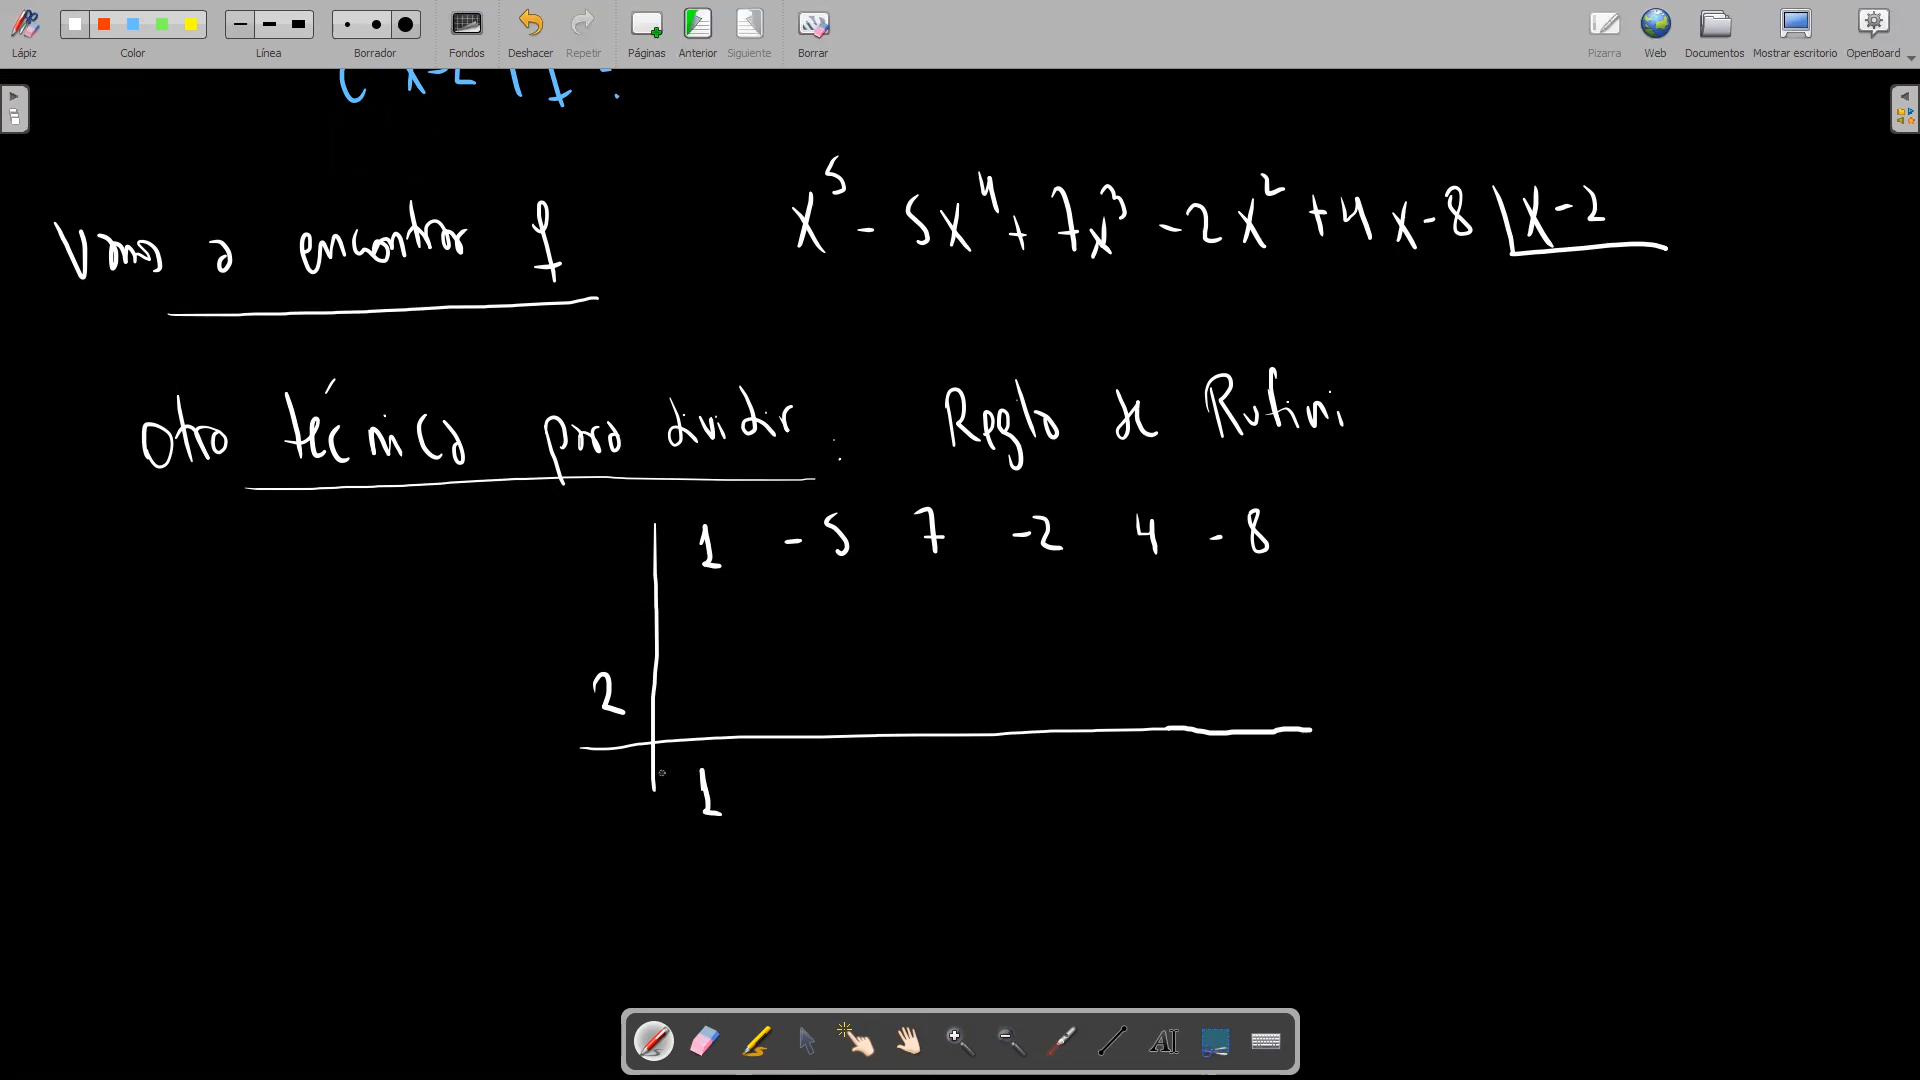 Lápiz Color Línea Borrador Fondos Deshacer Repetir Páginas Anterior Siguiente Borrar Pizarra Web Documentos Mostrar escritorio OpenBoard
Vamos a encontrar q
x^5 - 5x^4 + 7x^3 - 2x^2 + 4x - 8 | x - 2
Otra técnica para dividir: Regla de Rufini
1 -5 7 -2 4 -8
2
1
AI